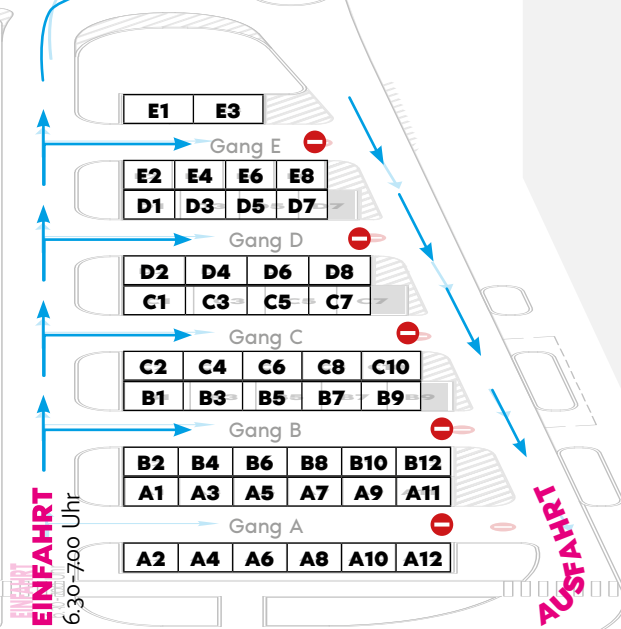 E1 E3
Gang E
E2 E4 E6 E8
D1 D3 D5 D7
Gang D
D2 D4 D6 D8
C1 C3 C5 C7
Gang C
C2 C4 C6 C8 C10
B1 B3 B5 B7 B9
Gang B
B2 B4 B6 B8 B10 B12
A1 A3 A5 A7 A9 A11
Gang A
A2 A4 A6 A8 A10 A12
EINFAHRT
6.30-7.00 Uhr
AUSFAHRT